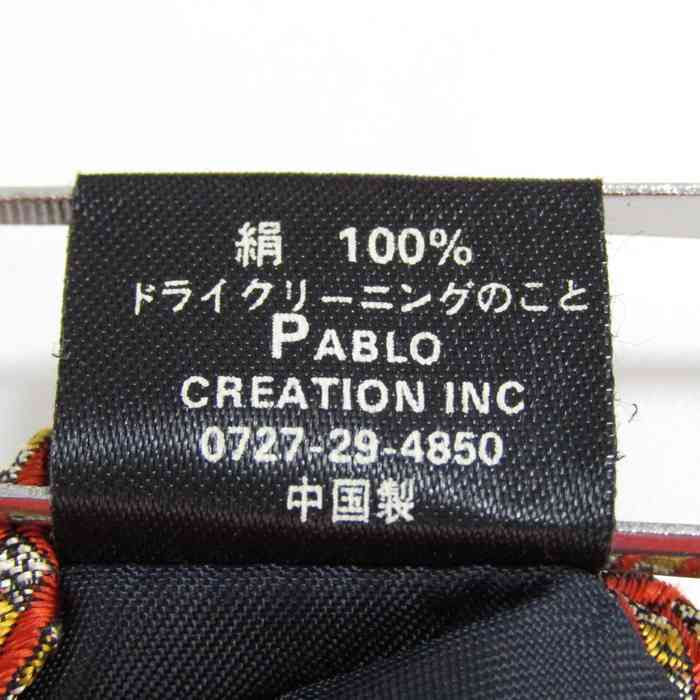 絹 100%
ドライクリーニングのこと
PABLO
CREATION INC
0727-29-4850
中国製